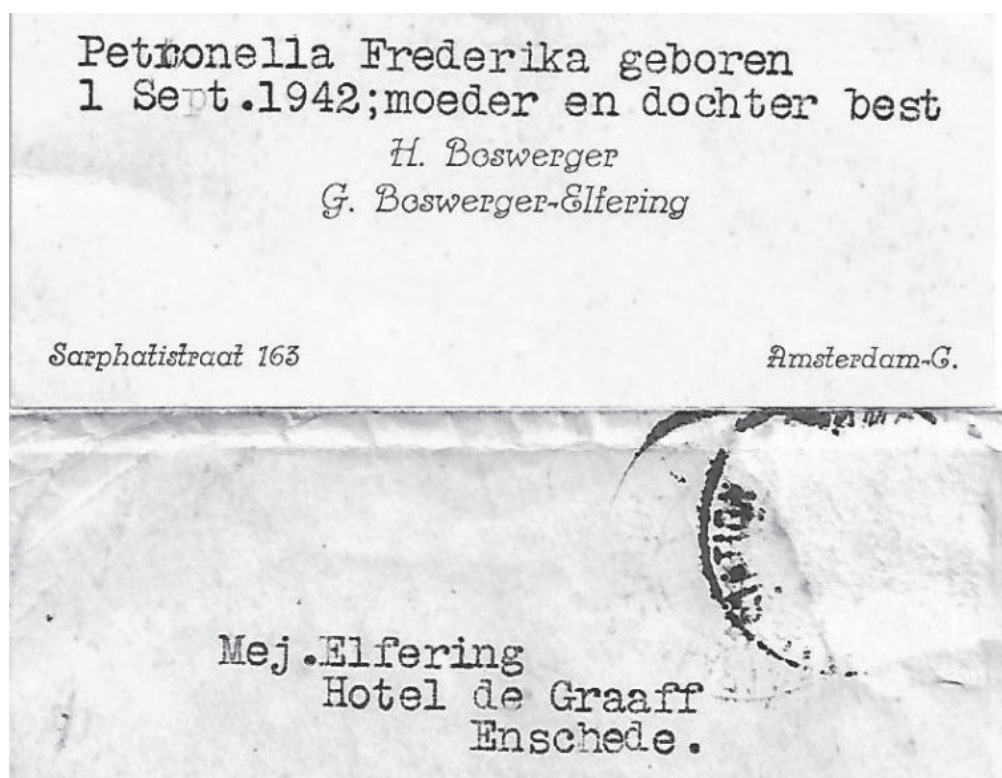 Petronella Frederika geboren
1 Sept.1942;moeder en dochter best
H. Boswerger
G. Boswerger-Elfering
Sarphatistraat 163
Amsterdam-C.
Mej.Elfering
Hotel de Graaff
Enschede.